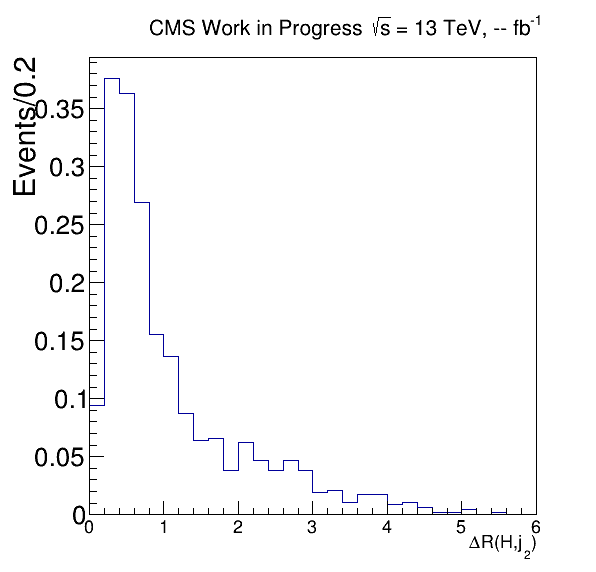 CMS Work in Progress √s = 13 TeV, -- fb⁻¹
Events/0.2
0.35
0.3
0.25
0.2
0.15
0.1
0.05
0
0 1 2 3 4 5 6
ΔR(H,j₂)